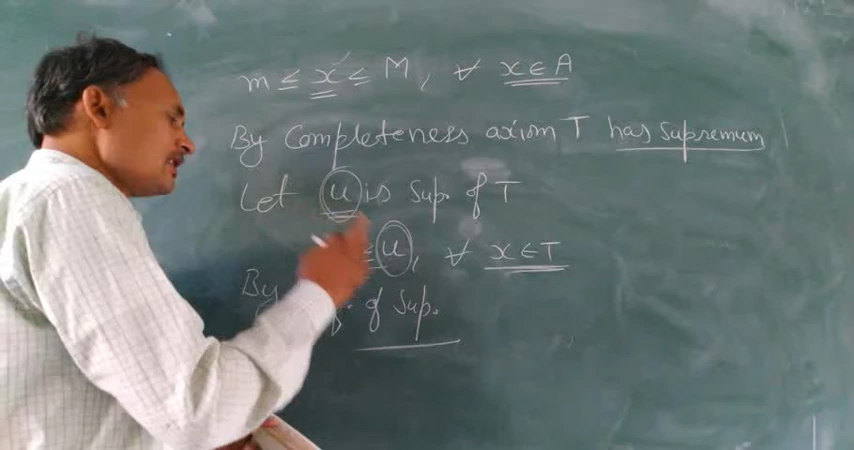 m ≤ x ≤ M, ∀ x ∈ A
By Completeness axiom T has Supremum
Let u is Sup. of T
≤ u, ∀ x ∈ T
By of Sup.